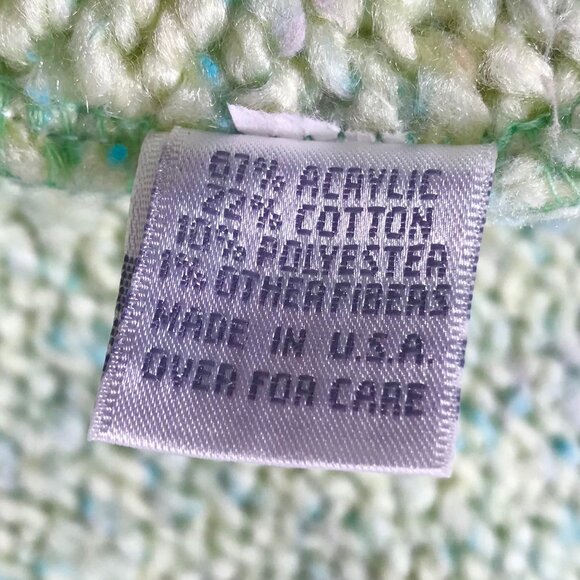 67% ACRYLIC
22% COTTON
10% POLYESTER
1% OTHER FIBERS
MADE IN U.S.A.
OVER FOR CARE